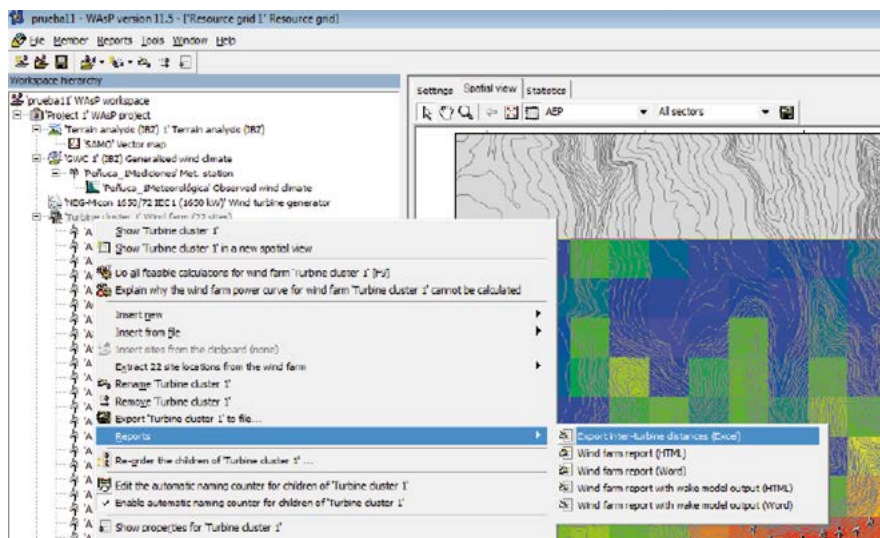 prueba11 - WAsP version 11.5 - ['Resource grid 1' Resource grid]
File Member Reports Tools Window Help
Workspace hierarchy
'prueba11' WAsP workspace
'Project 1' WAsP project
'Terrain analysis (IBZ) 1' Terrain analysis (IBZ)
'SAMO' Vector map
'GWC 1' (IBZ) Generalised wind climate
'Peñuca_1Mediciones' Met. station
'Peñuca_1Meteorológica' Observed wind climate
'NEG-Micon 1650/72 IEC I (1650 kW)' Wind turbine generator
'Turbine cluster 1' Wind farm (22 sites)
Settings Spatial view Statistics
AEP All sectors
Show 'Turbine cluster 1'
Show 'Turbine cluster 1' in a new spatial view
Do all feasible calculations for wind farm 'Turbine cluster 1' [F9]
Explain why the wind farm power curve for wind farm 'Turbine cluster 1' cannot be calculated
Insert new
Insert from file
Insert sites from the clipboard (none)
Extract 22 site locations from the wind farm
Rename 'Turbine cluster 1'
Remove 'Turbine cluster 1'
Export 'Turbine cluster 1' to file...
Reports
Re-order the children of 'Turbine cluster 1' ...
Edit the automatic naming counter for children of 'Turbine cluster 1'
Enable automatic naming counter for children of 'Turbine cluster 1'
Show properties for 'Turbine cluster 1'
Export inter-turbine distances (Excel)
Wind farm report (HTML)
Wind farm report (Word)
Wind farm report with wake model output (HTML)
Wind farm report with wake model output (Word)